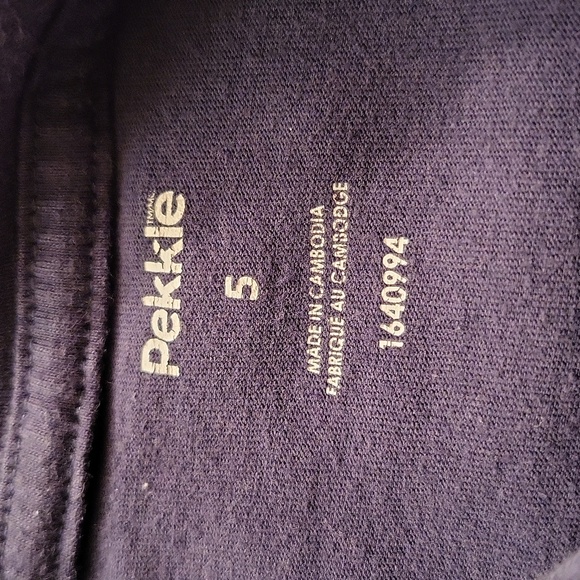 Pekkle
5
MADE IN CAMBODIA
FABRIQUE AU CAMBODGE
1640994